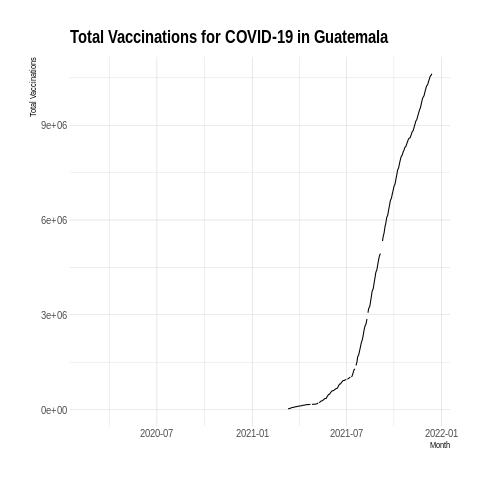 Total Vaccinations for COVID-19 in Guatemala
Total Vaccinations
9e+06
6e+06
3e+06
0e+00
2020-07
2021-01
2021-07
2022-01
Month